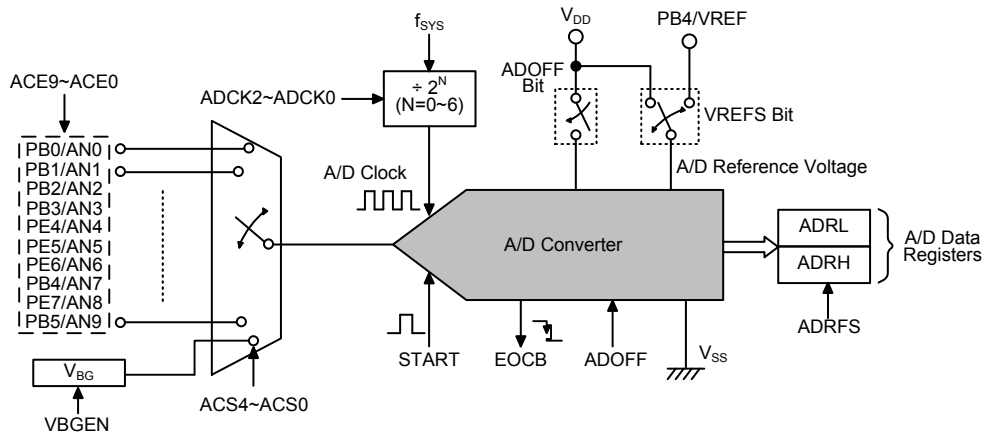 fSYS
VDD
PB4/VREF
ADOFF
Bit
ACE9~ACE0
ADCK2~ADCK0
÷ 2^N
(N=0~6)
VREFS Bit
PB0/AN0
PB1/AN1
PB2/AN2
PB3/AN3
PE4/AN4
PE5/AN5
PE6/AN6
PB4/AN7
PE7/AN8
PB5/AN9
A/D Clock
A/D Reference Voltage
A/D Converter
ADRL
ADRH
A/D Data
Registers
ADRFS
START
EOCB
ADOFF
VSS
VBG
VBGEN
ACS4~ACS0